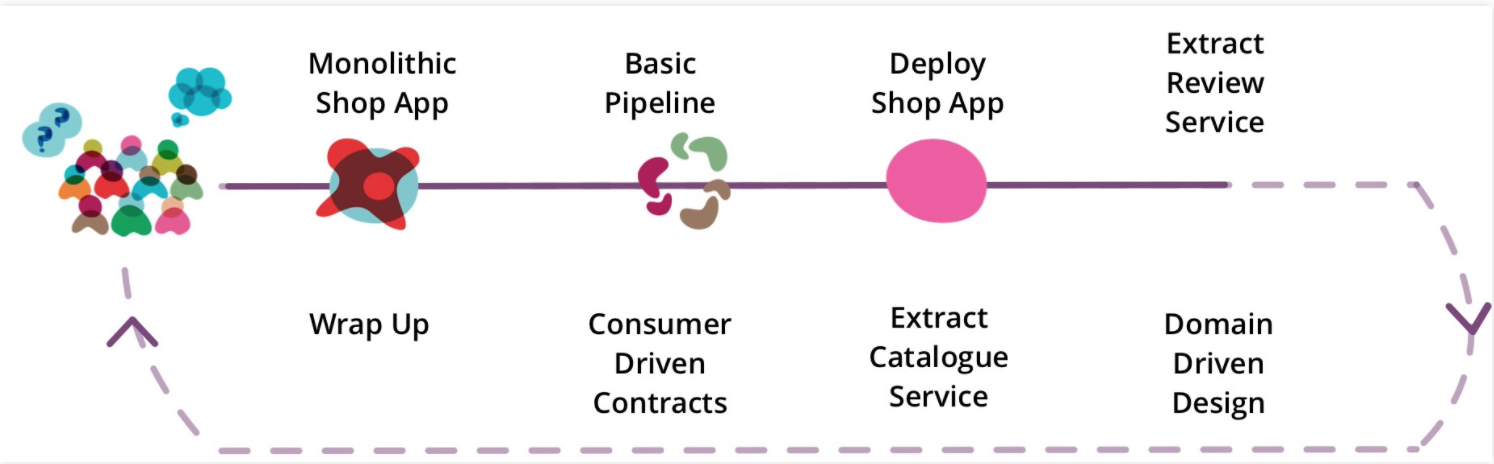 Monolithic
Shop App
Basic
Pipeline
Deploy
Shop App
Extract
Review
Service
? ?
Wrap Up
Consumer
Driven
Contracts
Extract
Catalogue
Service
Domain
Driven
Design